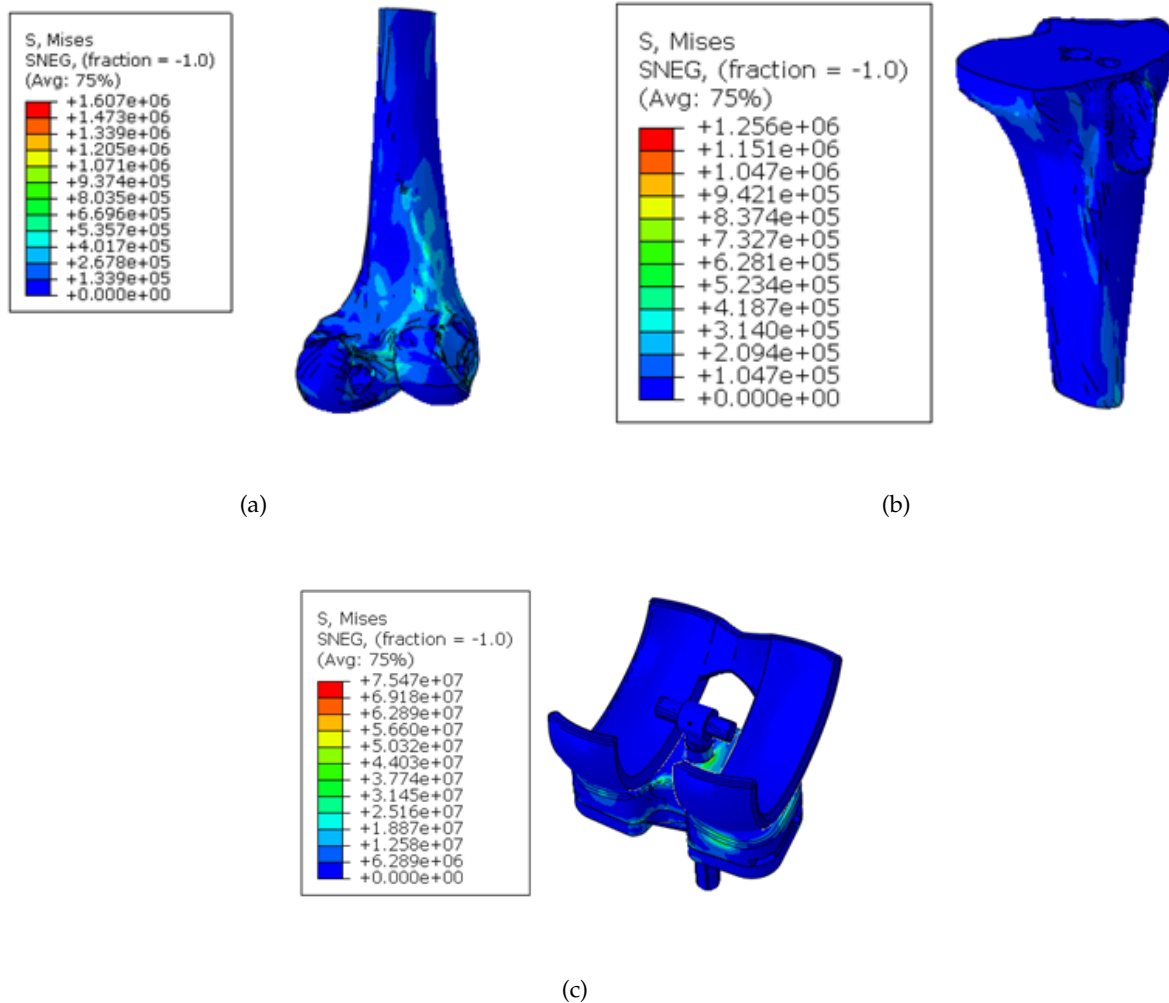 S, Mises
SNEG, (fraction = -1.0)
(Avg: 75%)
+1.607e+06
+1.473e+06
+1.339e+06
+1.205e+06
+1.071e+06
+9.374e+05
+8.035e+05
+6.696e+05
+5.357e+05
+4.017e+05
+2.678e+05
+1.339e+05
+0.000e+00
(a)
S, Mises
SNEG, (fraction = -1.0)
(Avg: 75%)
+1.256e+06
+1.151e+06
+1.047e+06
+9.421e+05
+8.374e+05
+7.327e+05
+6.281e+05
+5.234e+05
+4.187e+05
+3.140e+05
+2.094e+05
+1.047e+05
+0.000e+00
(b)
S, Mises
SNEG, (fraction = -1.0)
(Avg: 75%)
+7.547e+07
+6.918e+07
+6.289e+07
+5.660e+07
+5.032e+07
+4.403e+07
+3.774e+07
+3.145e+07
+2.516e+07
+1.887e+07
+1.258e+07
+6.289e+06
+0.000e+00
(c)